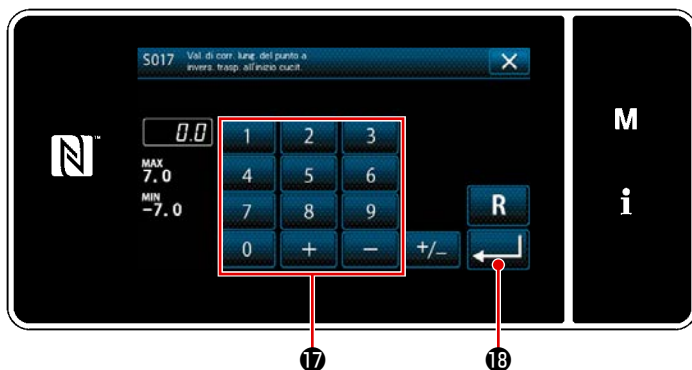 S017 Val. di corr. lung. del punto a
invers. trasp. all'inizio cucit.
0.0
MAX
7.0
MIN
-7.0
1 2 3
4 5 6
7 8 9
0 + - +/-
R
M
i
N
⓱ ⓲